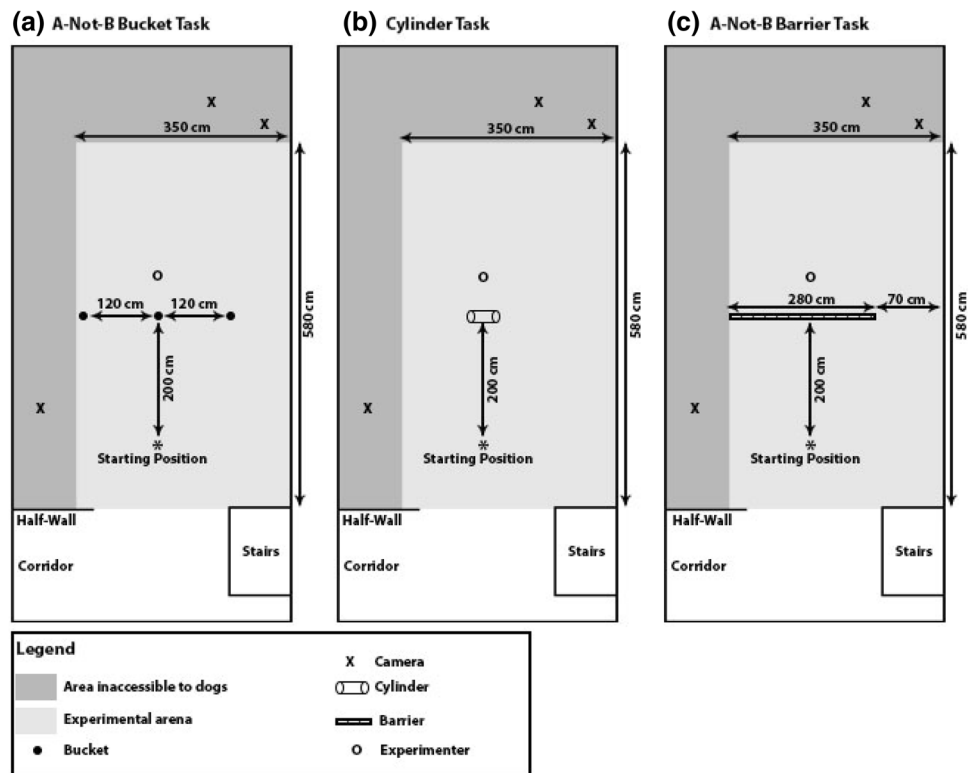 (a) A-Not-B Bucket Task
X
X
350 cm
580 cm
O
120 cm 120 cm
200 cm
X
*
Starting Position
Half-Wall
Corridor
Stairs
(b) Cylinder Task
X
X
350 cm
580 cm
O
200 cm
X
*
Starting Position
Half-Wall
Corridor
Stairs
(c) A-Not-B Barrier Task
X
X
350 cm
580 cm
O
280 cm 70 cm
200 cm
X
*
Starting Position
Half-Wall
Corridor
Stairs
Legend
Area inaccessible to dogs
Experimental arena
Bucket
X Camera
Cylinder
Barrier
O Experimenter